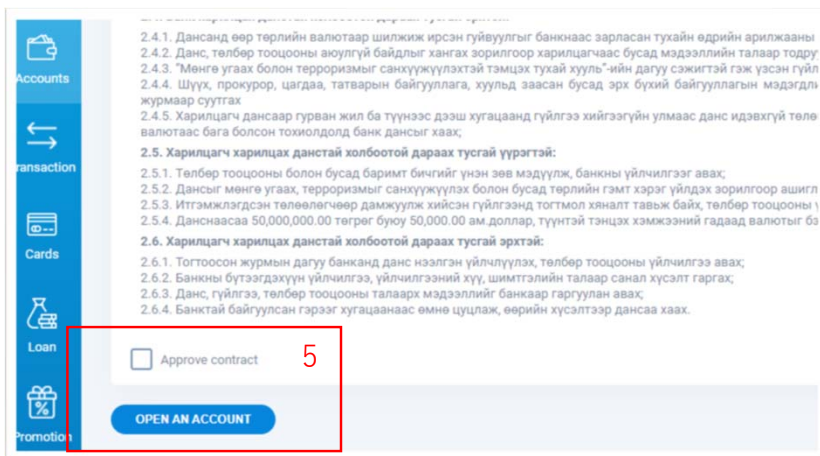 Accounts
ransaction
Cards
Loan
Promotion
2.4.1. Дансанд өөр төрлийн валютаар шилжиж ирсэн гуйвуулгыг банкнаас зарласан тухайн өдрийн арилжааны
2.4.2. Данс, төлбөр тооцооны аюулгүй байдлыг хангах зорилгоор харилцагчаас бусад мэдээллийн талаар тодру
2.4.3. "Мөнгө угаах болон терроризмыг санхүүжүүлэхтэй тэмцэх тухай хууль"-ийн дагуу сэжигтэй гэж үзсэн гүйл
2.4.4. Шүүх, прокурор, цагдаа, татварын байгууллага, хуульд заасан бусад эрх бүхий байгууллагын мэдэгдли
журмаар суутгах
2.4.5. Харилцагч дансаар гурван жил ба түүнээс дээш хугацаанд гүйлгээ хийгээгүйн улмаас данс идэвхгүй төлө
валютаас бага болсон тохиолдолд банк дансыг хаах;
2.5. Харилцагч харилцах данстай холбоотой дараах тусгай үүрэгтэй:
2.5.1. Төлбөр тооцооны болон бусад баримт бичгийг үнэн зөв мэдүүлж, банкны үйлчилгээг авах;
2.5.2. Дансыг мөнгө угаах, терроризмыг санхүүжүүлэх болон бусад төрлийн гэмт хэрэг үйлдэх зорилгоор ашигл
2.5.3. Итгэмжлэгдсэн төлөөлөгчөөр дамжуулж хийсэн гүйлгээнд тогтмол хяналт тавьж байх, төлбөр тооцооны ү
2.5.4. Данснаасаа 50,000,000.00 төгрөг буюу 50,000.00 ам.доллар, түүнтэй тэнцэх хэмжээний гадаад валютыг бэ
2.6. Харилцагч харилцах данстай холбоотой дараах тусгай эрхтэй:
2.6.1. Тогтоосон журмын дагуу банканд данс нээлгэн үйлчлүүлэх, төлбөр тооцооны үйлчилгээ авах;
2.6.2. Банкны бүтээгдэхүүн үйлчилгээ, үйлчилгээний хүү, шимтгэлийн талаар санал хүсэлт гаргах;
2.6.3. Данс, гүйлгээ, төлбөр тооцооны талаарх мэдээллийг банкаар гаргуулан авах;
2.6.4. Банктай байгуулсан гэрээг хугацаанаас өмнө цуцлаж, өөрийн хүсэлтээр дансаа хаах.
Approve contract
5
OPEN AN ACCOUNT